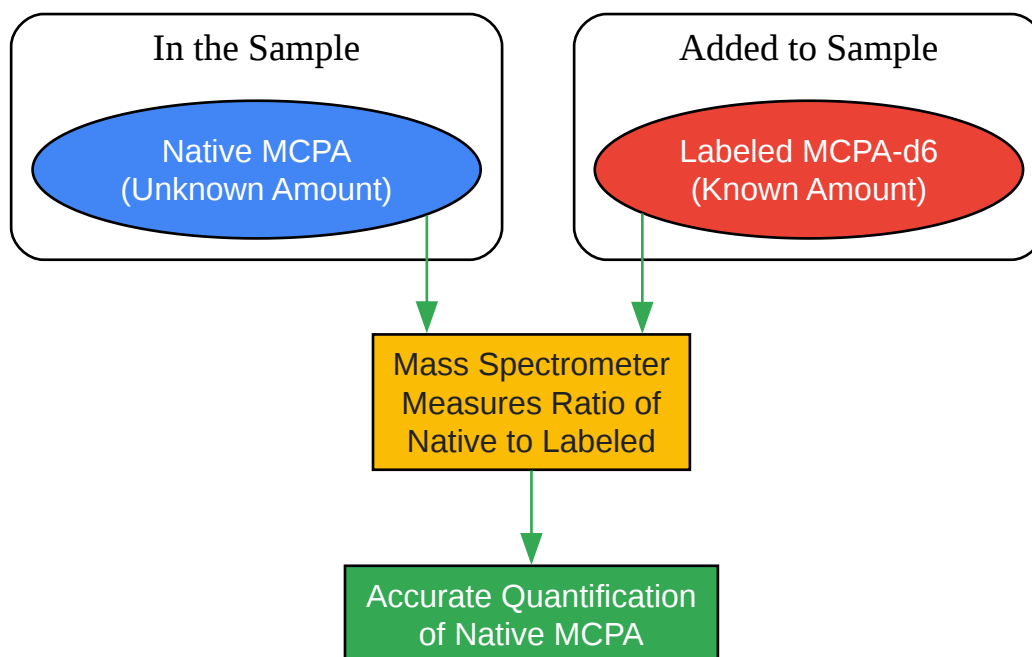 In the Sample
Native MCPA
(Unknown Amount)
Added to Sample
Labeled MCPA-d6
(Known Amount)
Mass Spectrometer
Measures Ratio of
Native to Labeled
Accurate Quantification
of Native MCPA